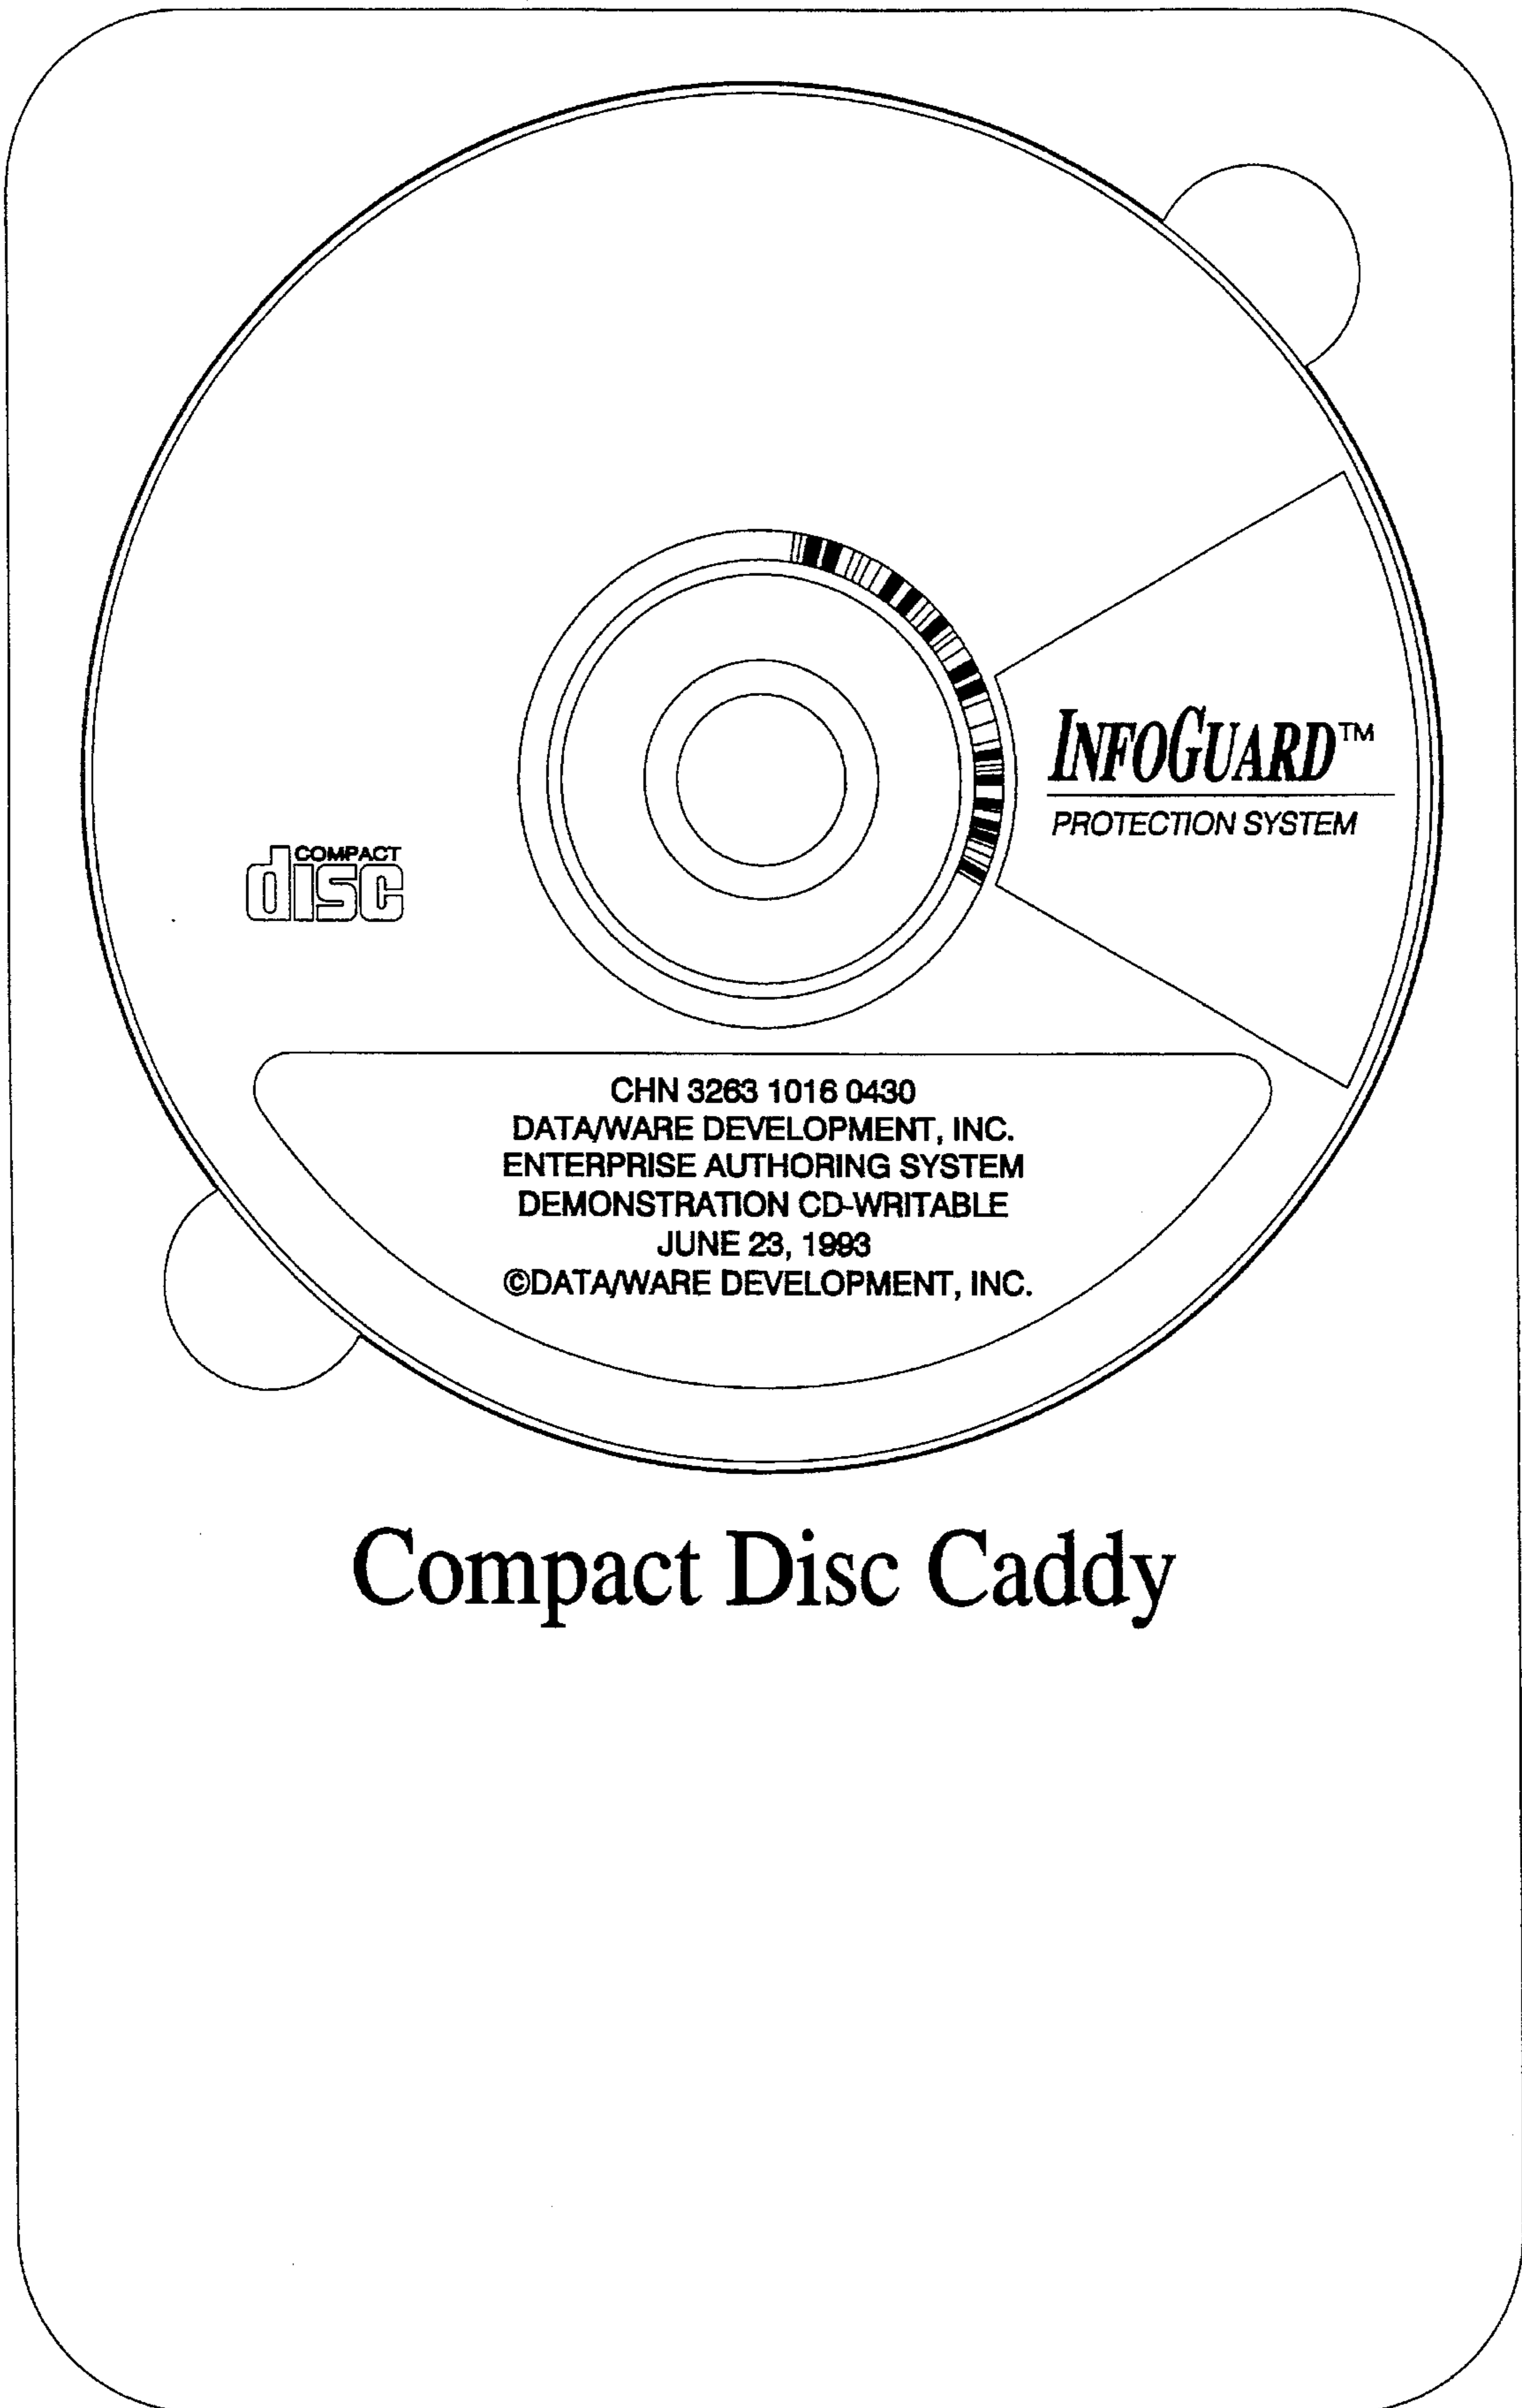 INFOGUARD™
PROTECTION SYSTEM
COMPACT
disc
CHN 3263 1016 0430
DATA/WARE DEVELOPMENT, INC.
ENTERPRISE AUTHORING SYSTEM
DEMONSTRATION CD-WRITABLE
JUNE 23, 1993
©DATA/WARE DEVELOPMENT, INC.
Compact Disc Caddy